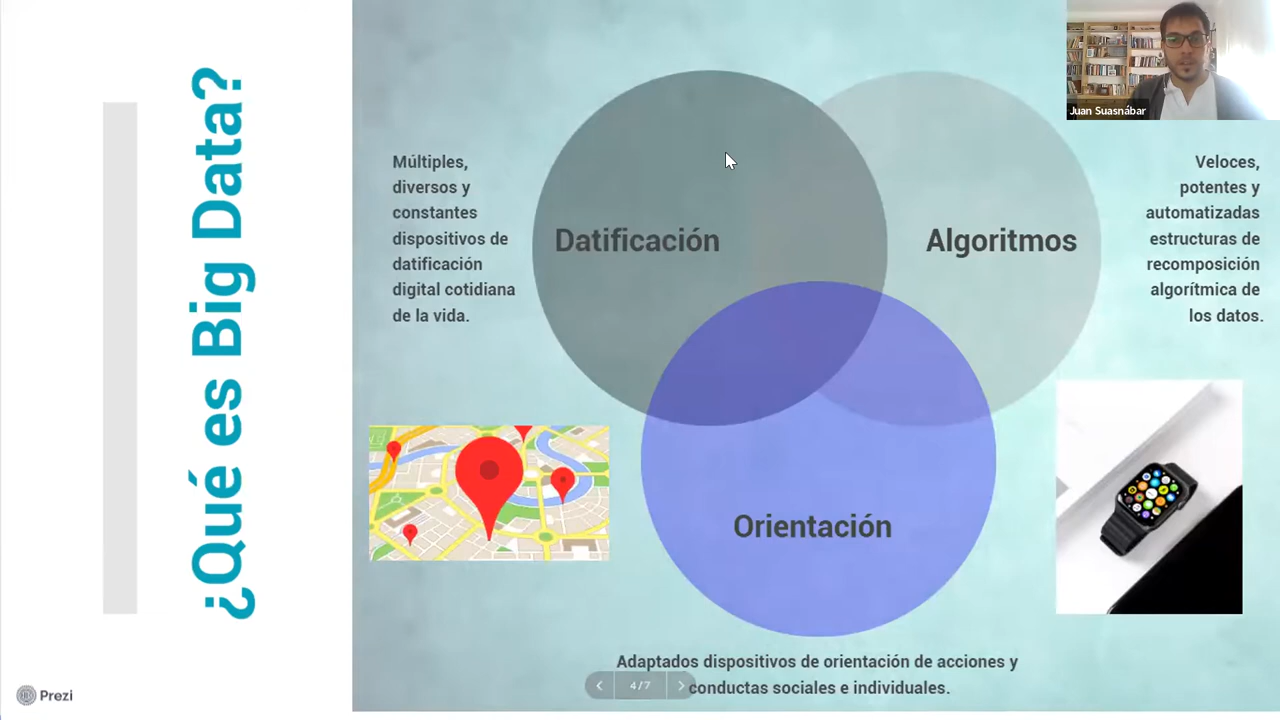 ¿Qué es Big Data?
Juan Suasnábar
Múltiples,
diversos y
constantes
dispositivos de
datificación
digital cotidiana
de la vida.
Datificación
Algoritmos
Veloces,
potentes y
automatizadas
estructuras de
recomposición
algorítmica de
los datos.
Orientación
Adaptados dispositivos de orientación de acciones y
conductas sociales e individuales.
4/7
Prezi